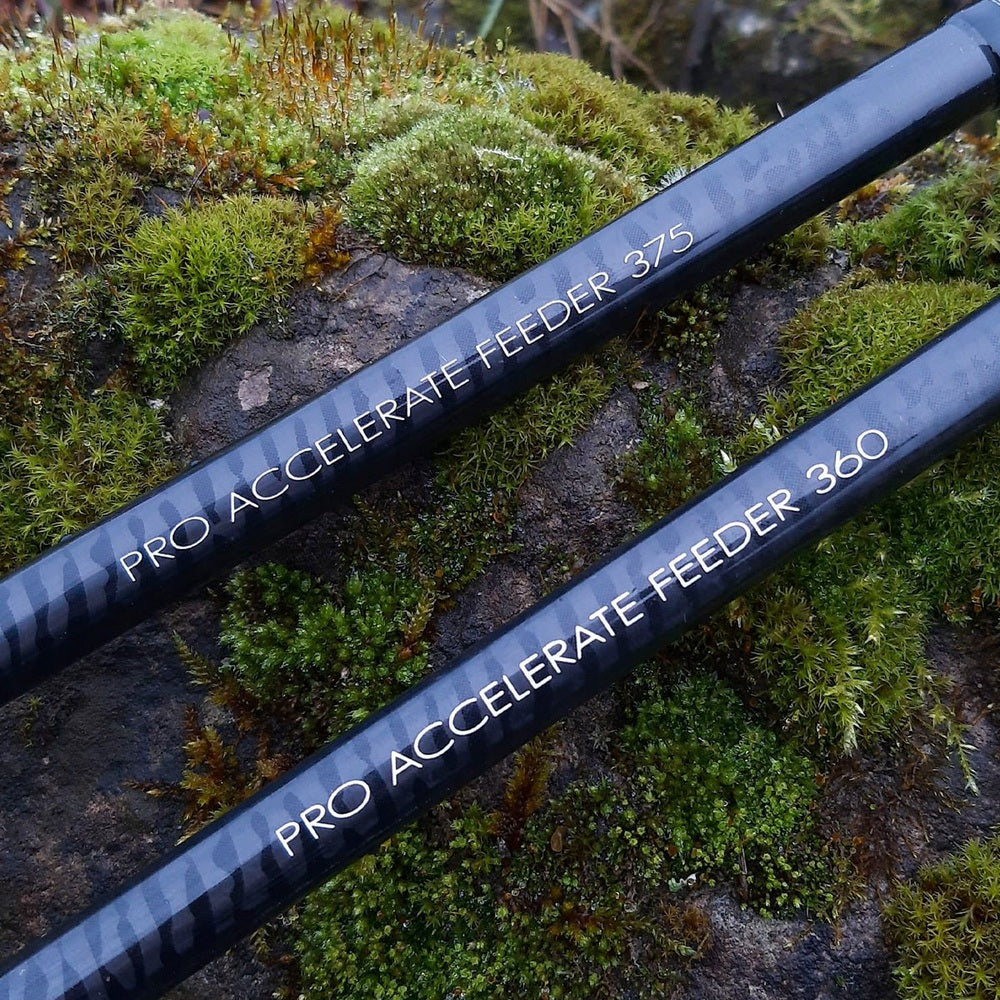 PRO ACCELERATE FEEDER 375
PRO ACCELERATE FEEDER 360